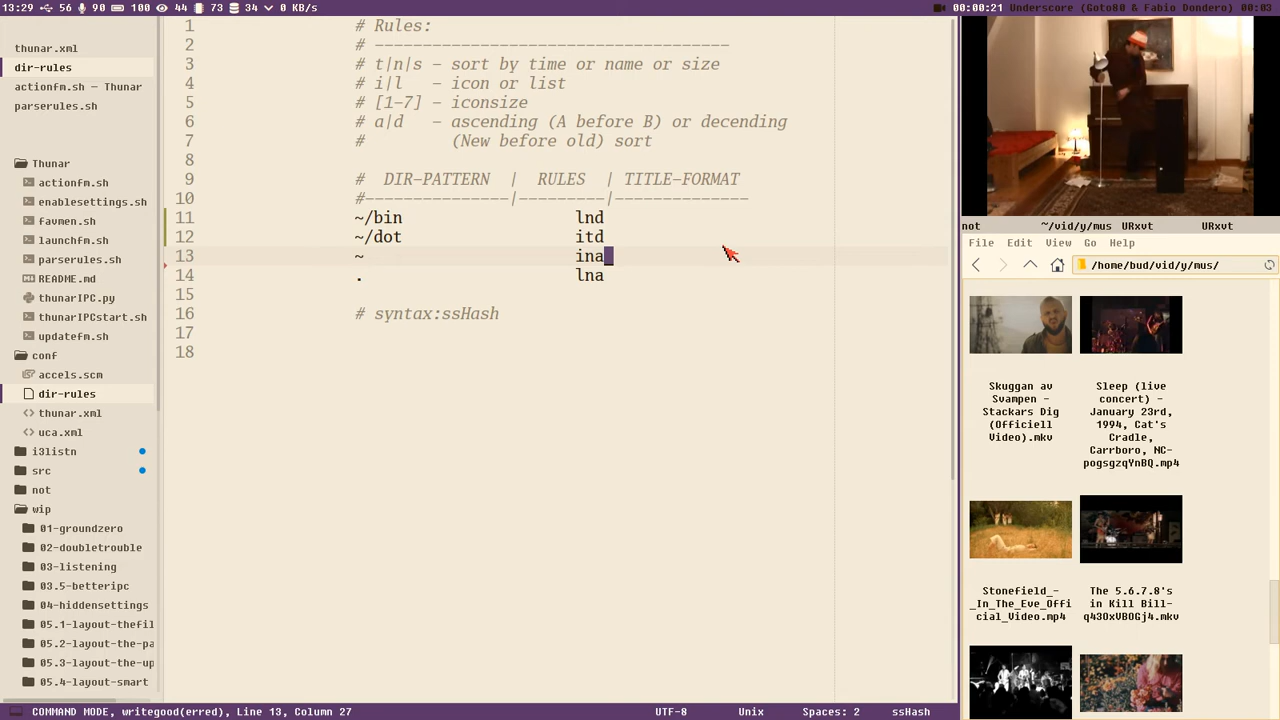 13:29 56 90 100 44 73 34 0 KB/s
00:00:21 Underscore (Goto80 & Fabio Dondero) 00:03
thunar.xml
dir-rules
actionfm.sh — Thunar
parserules.sh
Thunar
actionfm.sh
enablesettings.sh
favmen.sh
launchfm.sh
parserules.sh
README.md
thunarIPC.py
thunarIPCstart.sh
updatefm.sh
conf
accels.scm
dir-rules
thunar.xml
uca.xml
i3listn
src
not
wip
01-groundzero
02-doubletrouble
03-listening
03.5-betteripc
04-hiddensettings
05.1-layout-thefil
05.2-layout-the-pa
05.3-layout-the-up
05.4-layout-smart
1 # Rules:
2 # -------------------------------------
3 # t|n|s - sort by time or name or size
4 # i|l   - icon or list
5 # [1-7] - iconsize
6 # a|d   - ascending (A before B) or decending
7 #         (New before old) sort
8
9 #  DIR-PATTERN  |  RULES  | TITLE-FORMAT
10 #---------------|---------|--------------
11 ~/bin                  lnd
12 ~/dot                  itd
13 ~                      ina
14 .                      lna
15
16 # syntax:ssHash
17
18
not ~/vid/y/mus URxvt URxvt
File Edit View Go Help
/home/bud/vid/y/mus/
Skuggan av
Svampen -
Stackars Dig
(Officiell
Video).mkv
Sleep (live
concert) -
January 23rd,
1994, Cat's
Cradle,
Carrboro, NC-
pogsgzqYnBQ.mp4
Stonefield_-
_In_The_Eve_Offi
cial_Video.mp4
The 5.6.7.8's
in Kill Bill-
q43OxVBOGj4.mkv
COMMAND MODE, writegood(erred), Line 13, Column 27
UTF-8 Unix Spaces: 2 ssHash